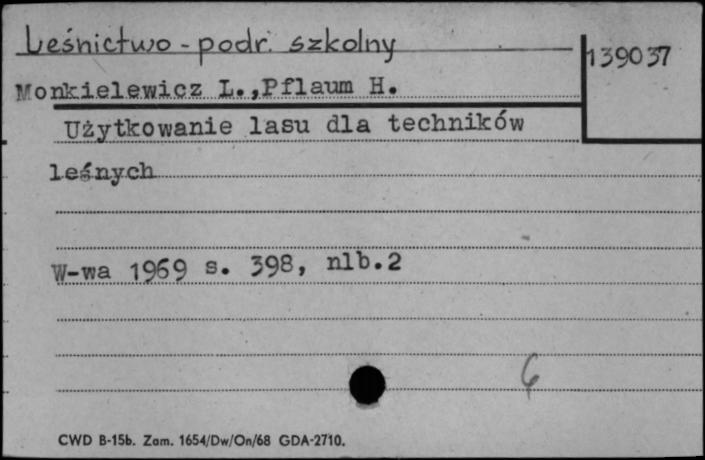 Leśnictwo - podr. szkolny
139037
Monkielewicz L., Pflaum H.
Użytkowanie lasu dla techników
leśnych
W-wa 1969 s. 398, nlb.2
6
CWD B-15b. Zam. 1654/Dw/On/68 GDA-2710.